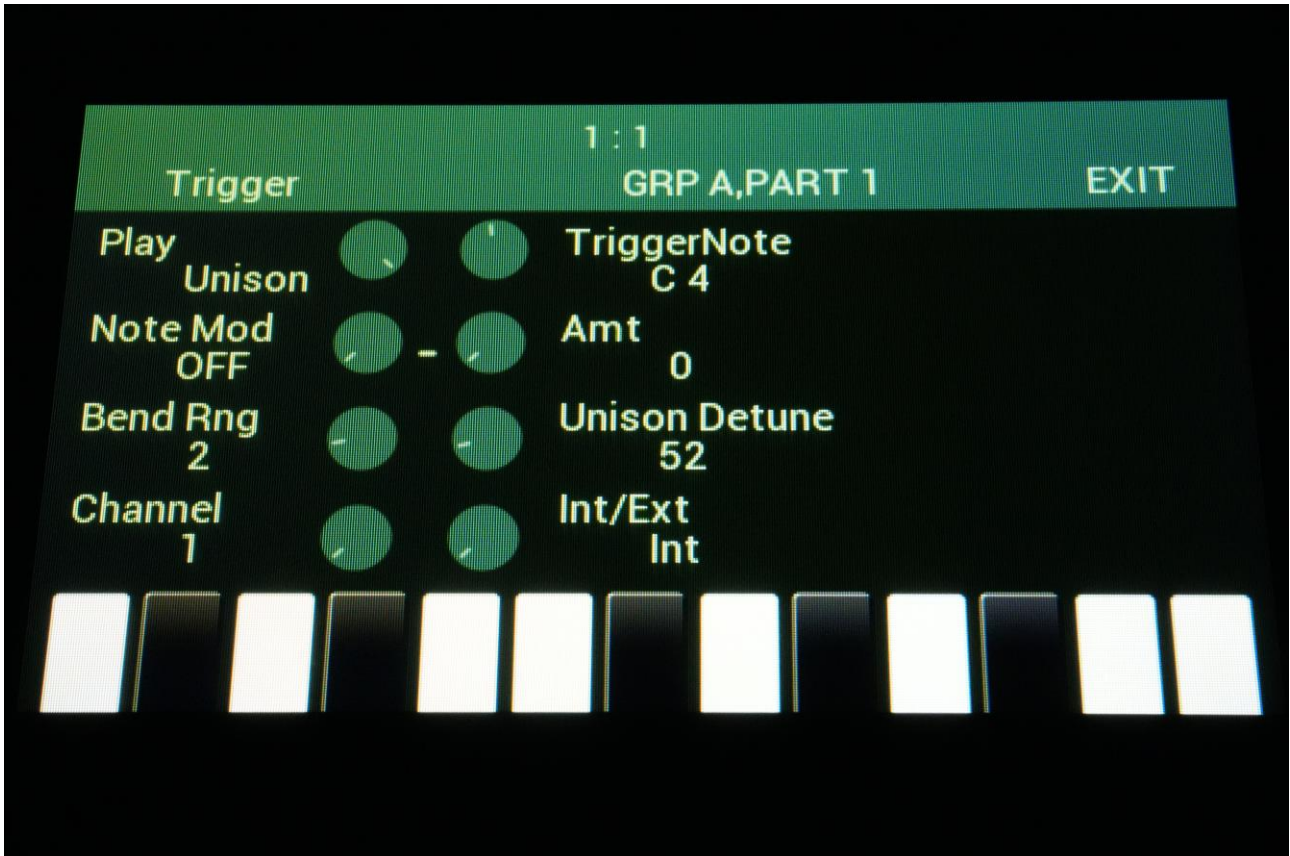 1 : 1
Trigger GRP A,PART 1 EXIT
Play TriggerNote
Unison C 4
Note Mod - Amt
OFF 0
Bend Rng Unison Detune
2 52
Channel Int/Ext
1 Int